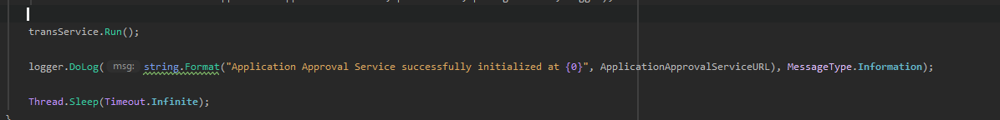 transService.Run();
logger.DoLog( msg: string.Format("Application Approval Service successfully initialized at {0}", ApplicationApprovalServiceURL), MessageType.Information);
Thread.Sleep(Timeout.Infinite);
}